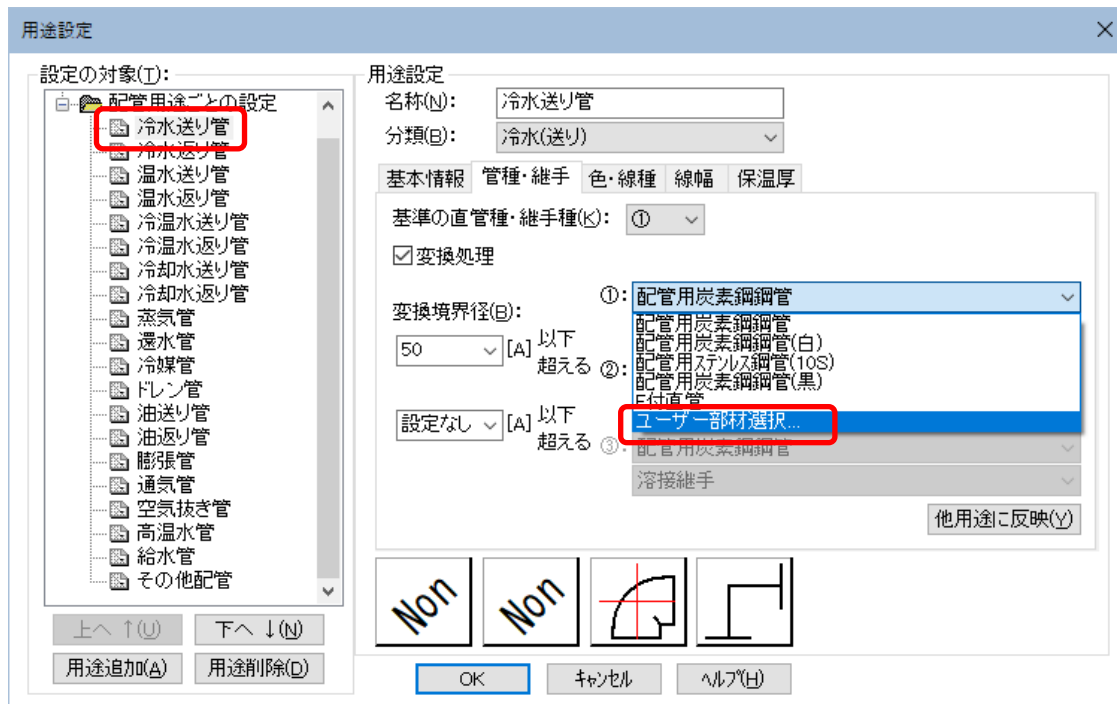 用途設定
設定の対象(T):
配管用途ごとの設定
冷水送り管
冷水返り管
温水送り管
温水返り管
冷温水送り管
冷温水返り管
冷却水送り管
冷却水返り管
蒸気管
還水管
冷媒管
ドレン管
油送り管
油返り管
膨張管
通気管
空気抜き管
高温水管
給水管
その他配管
上へ ↑(U)
下へ ↓(N)
用途追加(A)
用途削除(D)
用途設定
名称(N): 冷水送り管
分類(B): 冷水(送り)
基本情報 管種・継手 色・線種 線幅 保温厚
基準の直管種・継手種(K): ①
変換処理
変換境界径(B):
①: 配管用炭素鋼鋼管
配管用炭素鋼鋼管
配管用炭素鋼鋼管(白)
配管用ステンレス鋼管(10S)
配管用炭素鋼鋼管(黒)
F付直管
ユーザー部材選択...
50 [A] 以下
超える ②:
設定なし [A] 以下
超える ③: 配管用炭素鋼鋼管
溶接継手
他用途に反映(Y)
Non
Non
OK
キャンセル
ヘルプ(H)